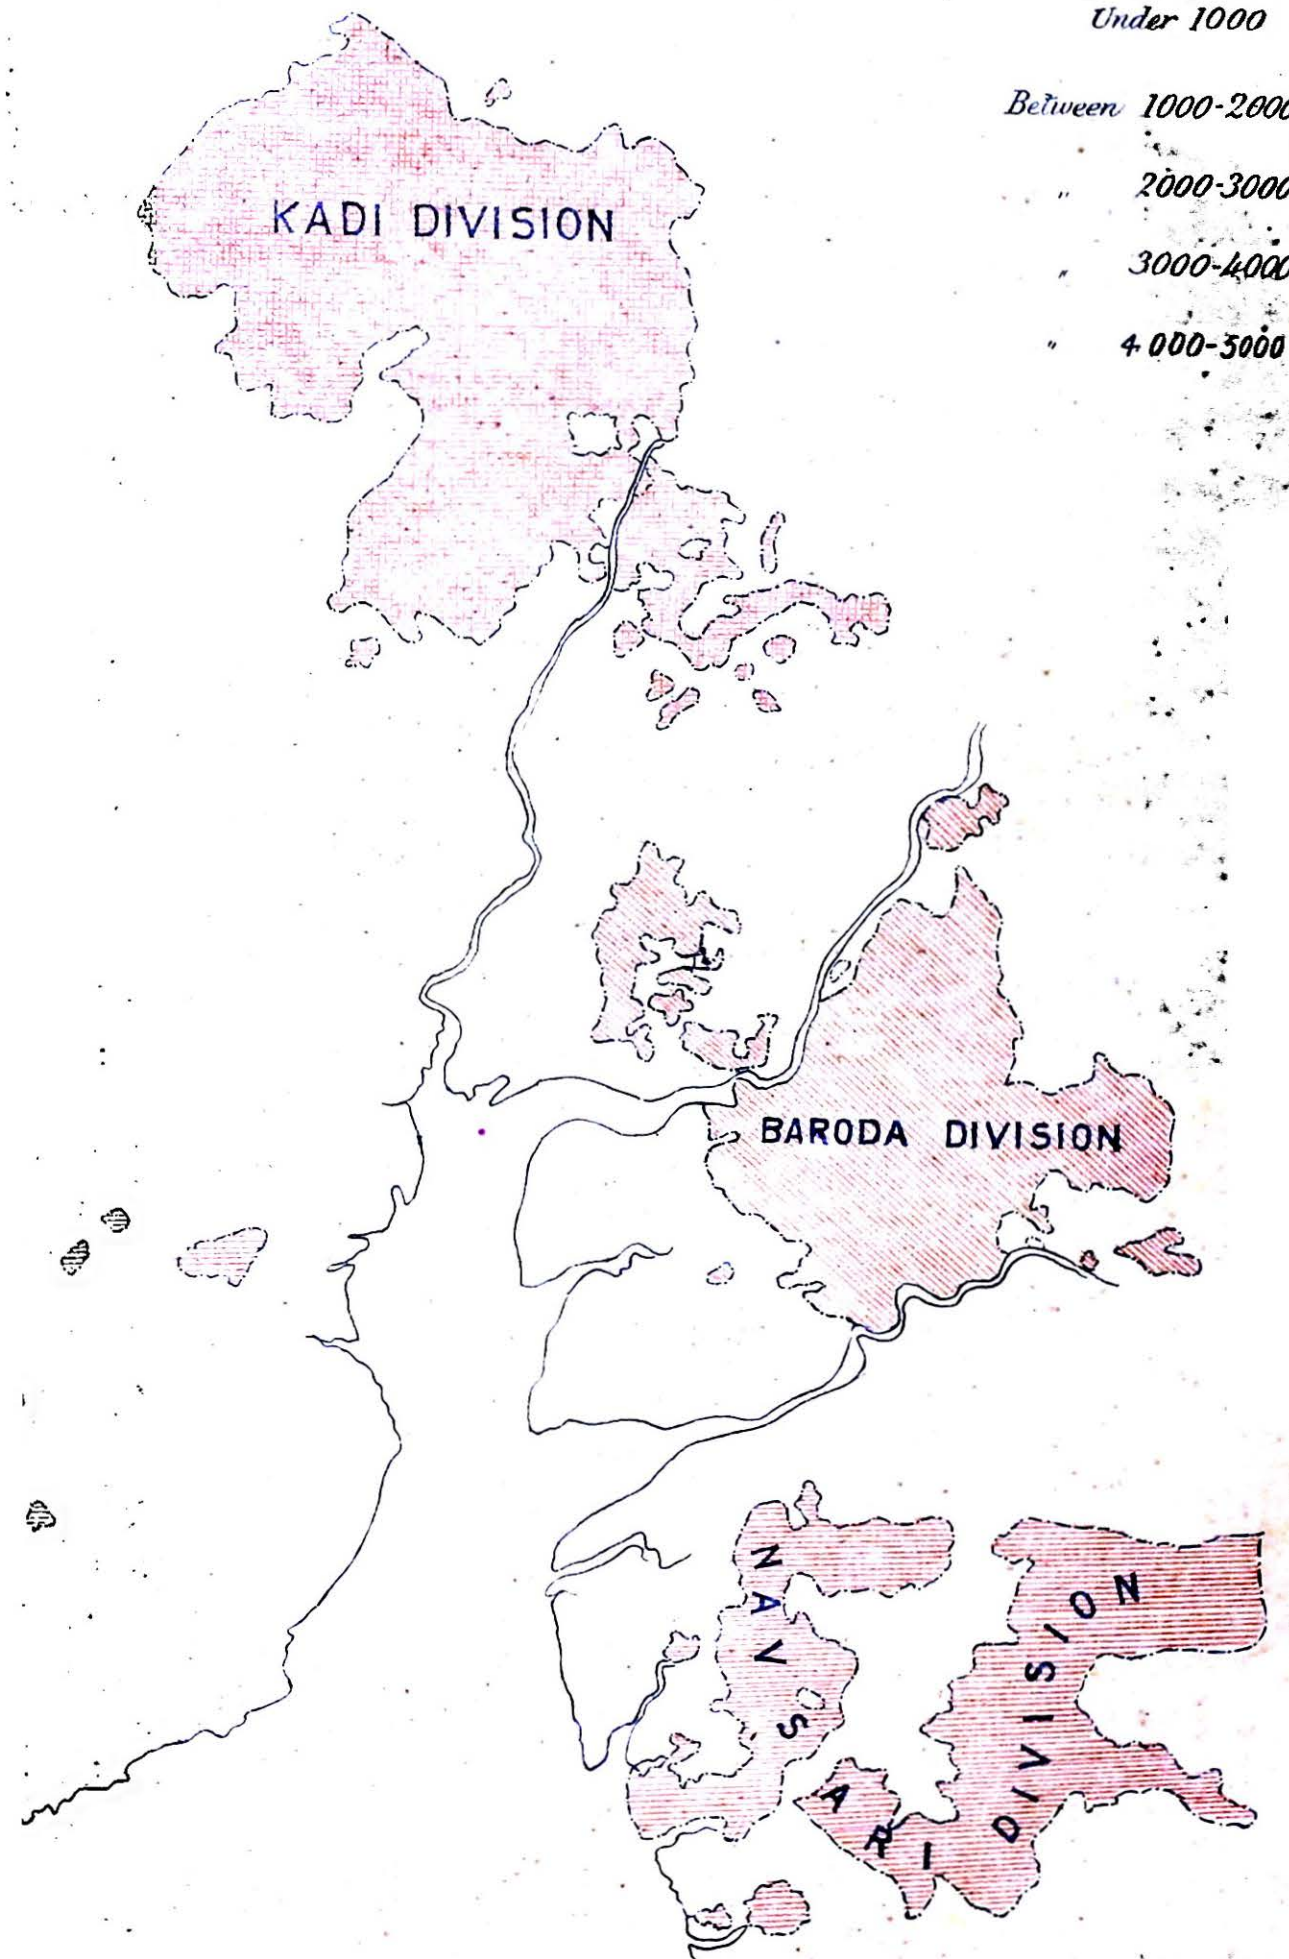 Under 1000
Between 1000-2000
" 2000-3000
" 3000-4000
" 4000-5000
KADI DIVISION
BARODA DIVISION
NAVSARI DIVISION